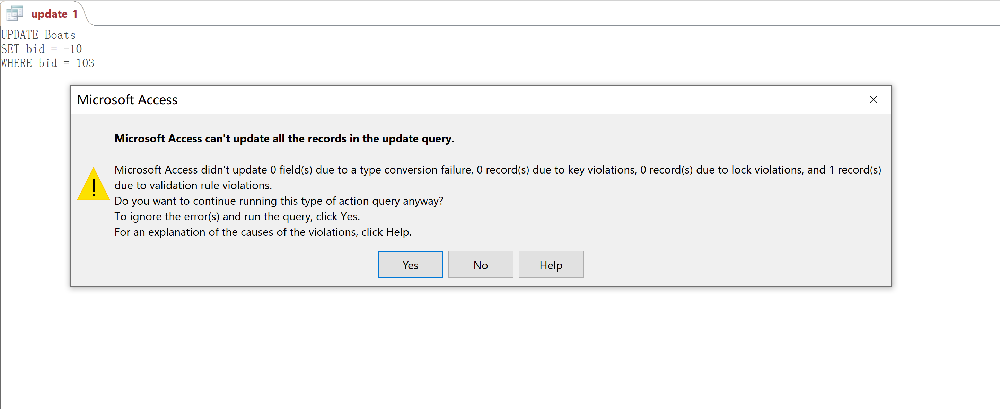 update_1
UPDATE Boats
SET bid = -10
WHERE bid = 103
Microsoft Access
Microsoft Access can't update all the records in the update query.
Microsoft Access didn't update 0 field(s) due to a type conversion failure, 0 record(s) due to key violations, 0 record(s) due to lock violations, and 1 record(s)
due to validation rule violations.
Do you want to continue running this type of action query anyway?
To ignore the error(s) and run the query, click Yes.
For an explanation of the causes of the violations, click Help.
Yes No Help